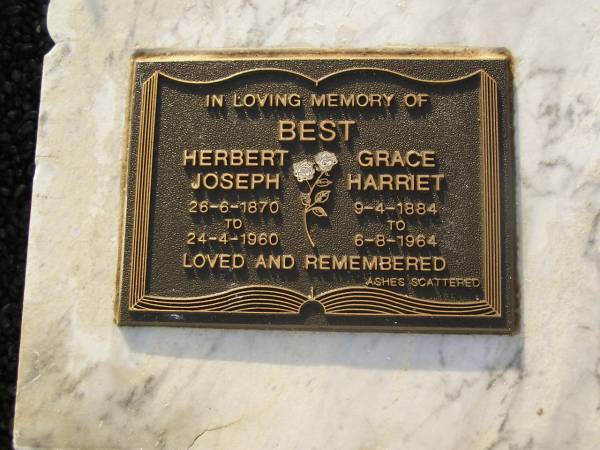 IN LOVING MEMORY OF
BEST
HERBERT JOSEPH
26-6-1870
TO
24-4-1960
GRACE HARRIET
9-4-1884
TO
6-8-1964
LOVED AND REMEMBERED
ASHES SCATTERED